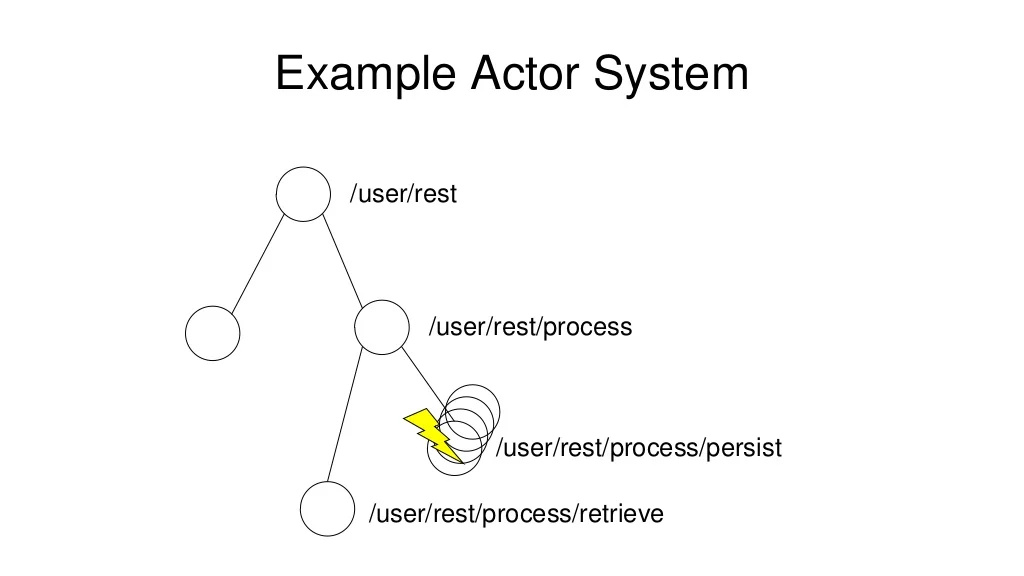 Example Actor System
/user/rest
/user/rest/process
/user/rest/process/persist
/user/rest/process/retrieve